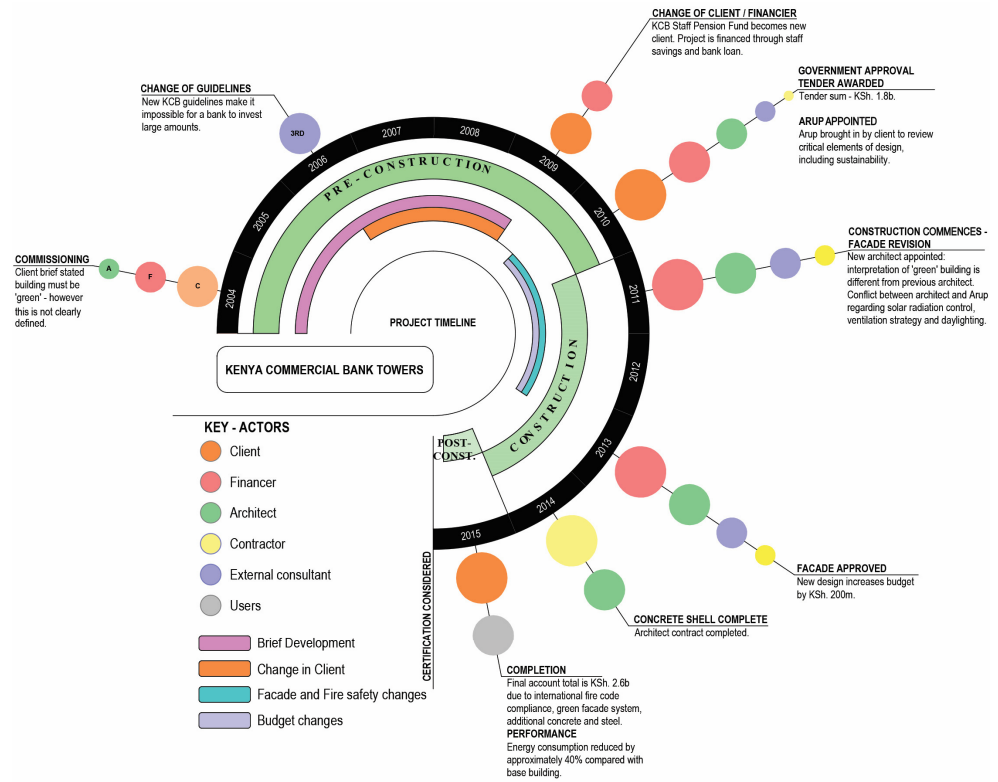 CHANGE OF CLIENT / FINANCIER
KCB Staff Pension Fund becomes new
client. Project is financed through staff
savings and bank loan.
GOVERNMENT APPROVAL
TENDER AWARDED
Tender sum - KSh. 1.8b.
ARUP APPOINTED
Arup brought in by client to review
critical elements of design,
including sustainability.
CHANGE OF GUIDELINES
New KCB guidelines make it
impossible for a bank to invest
large amounts.
3RD
COMMISSIONING
Client brief stated
building must be
'green' - however
this is not clearly
defined.
A
F
C
2004
2005
2006
2007
2008
2009
2010
2011
2012
2013
2014
2015
PRE-CONSTRUCTION
CONSTRUCTION
POST-
CONST.
PROJECT TIMELINE
KENYA COMMERCIAL BANK TOWERS
CONSTRUCTION COMMENCES -
FACADE REVISION
New architect appointed:
interpretation of 'green' building is
different from previous architect.
Conflict between architect and Arup
regarding solar radiation control,
ventilation strategy and daylighting.
FACADE APPROVED
New design increases budget
by KSh. 200m.
CONCRETE SHELL COMPLETE
Architect contract completed.
COMPLETION
Final account total is KSh. 2.6b
due to international fire code
compliance, green facade system,
additional concrete and steel.
PERFORMANCE
Energy consumption reduced by
approximately 40% compared with
base building.
CERTIFICATION CONSIDERED
KEY - ACTORS
Client
Financer
Architect
Contractor
External consultant
Users
Brief Development
Change in Client
Facade and Fire safety changes
Budget changes